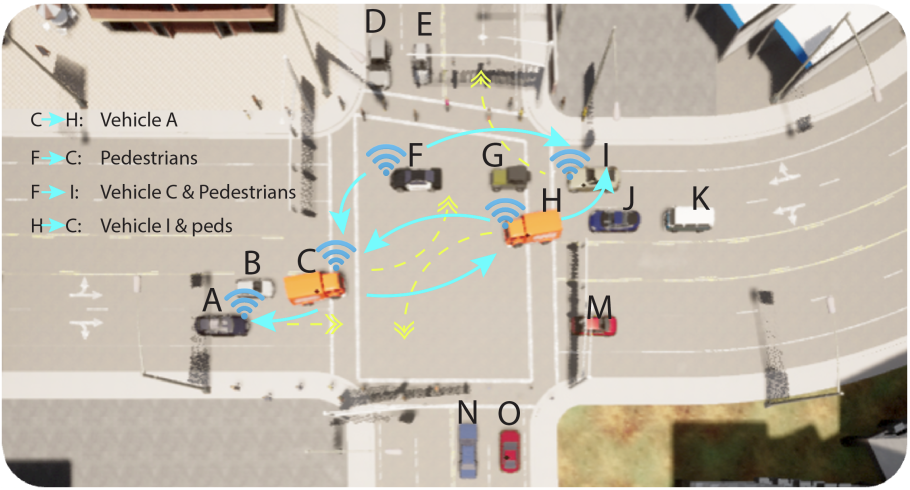 D E
C→H: Vehicle A
F→C: Pedestrians
F→I: Vehicle C & Pedestrians
H→C: Vehicle I & peds
F G I
H J K
B C
A M
N O